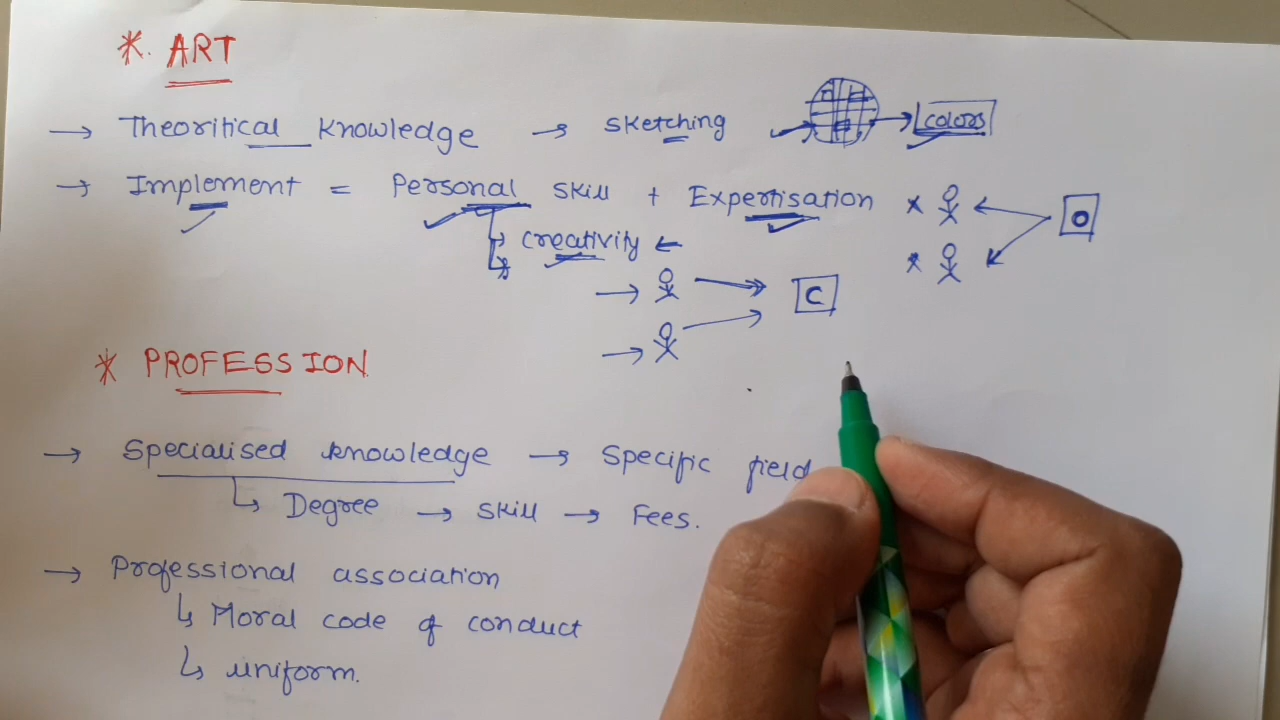 * . ART
→ Theoritical Knowledge → Sketching → colors
→ Implement = Personal Skill + Expertisation
creativity ←
O
C
* PROFESSION
→ Specialised knowledge → Specific field
Degree → Skill → Fees.
→ Professional association
Moral code of conduct
uniform.